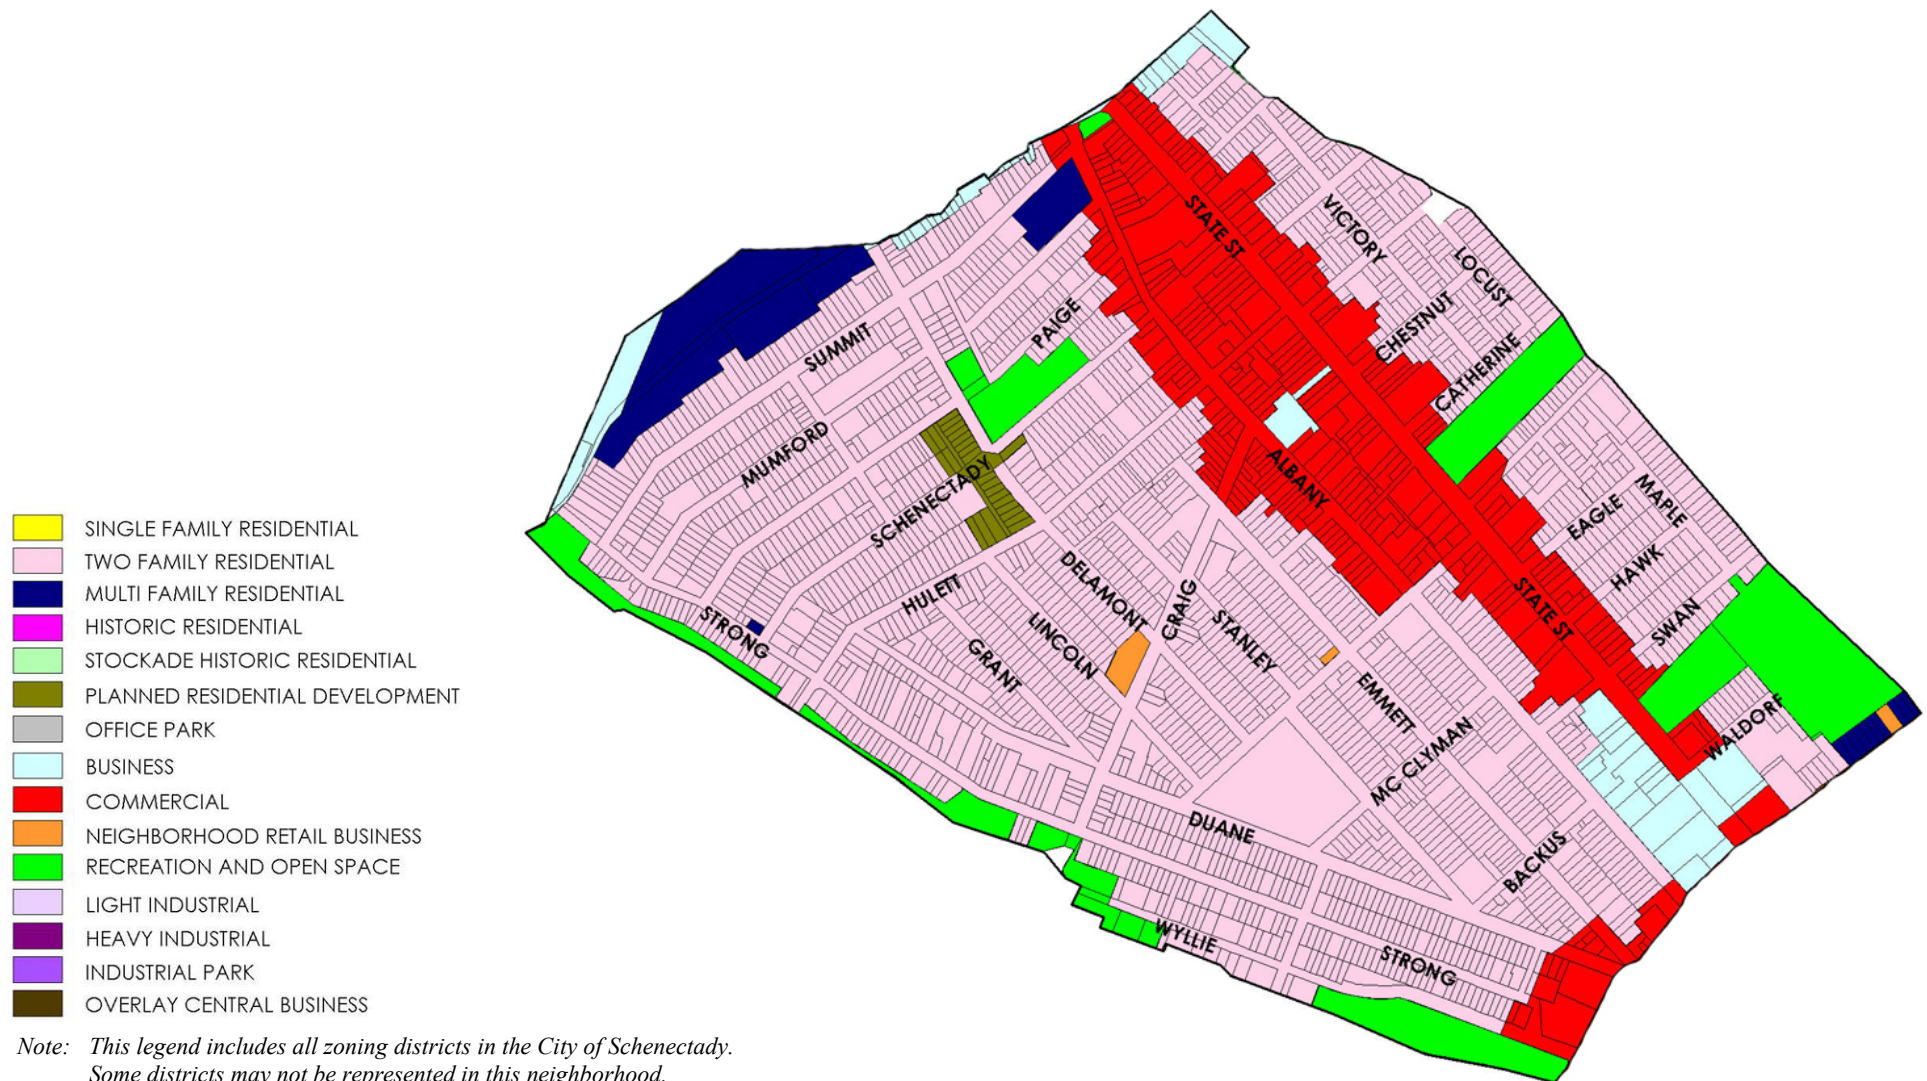 SINGLE FAMILY RESIDENTIAL
TWO FAMILY RESIDENTIAL
MULTI FAMILY RESIDENTIAL
HISTORIC RESIDENTIAL
STOCKADE HISTORIC RESIDENTIAL
PLANNED RESIDENTIAL DEVELOPMENT
OFFICE PARK
BUSINESS
COMMERCIAL
NEIGHBORHOOD RETAIL BUSINESS
RECREATION AND OPEN SPACE
LIGHT INDUSTRIAL
HEAVY INDUSTRIAL
INDUSTRIAL PARK
OVERLAY CENTRAL BUSINESS
Note: This legend includes all zoning districts in the City of Schenectady.
Some districts may not be represented in this neighborhood.
STATE ST
VICTORY
LOCUST
CHESTNUT
CATHERINE
PAIGE
SUMMIT
MUMFORD
SCHENECTADY
ALBANY
EAGLE
MAPLE
HAWK
SWAN
STATE ST
WALDORF
HULETT
DELAMONT
CRAIG
STANLEY
LINCOLN
GRANT
STRONG
EMMETT
MC CLYMAN
DUANE
BACKUS
WYLLIE
STRONG